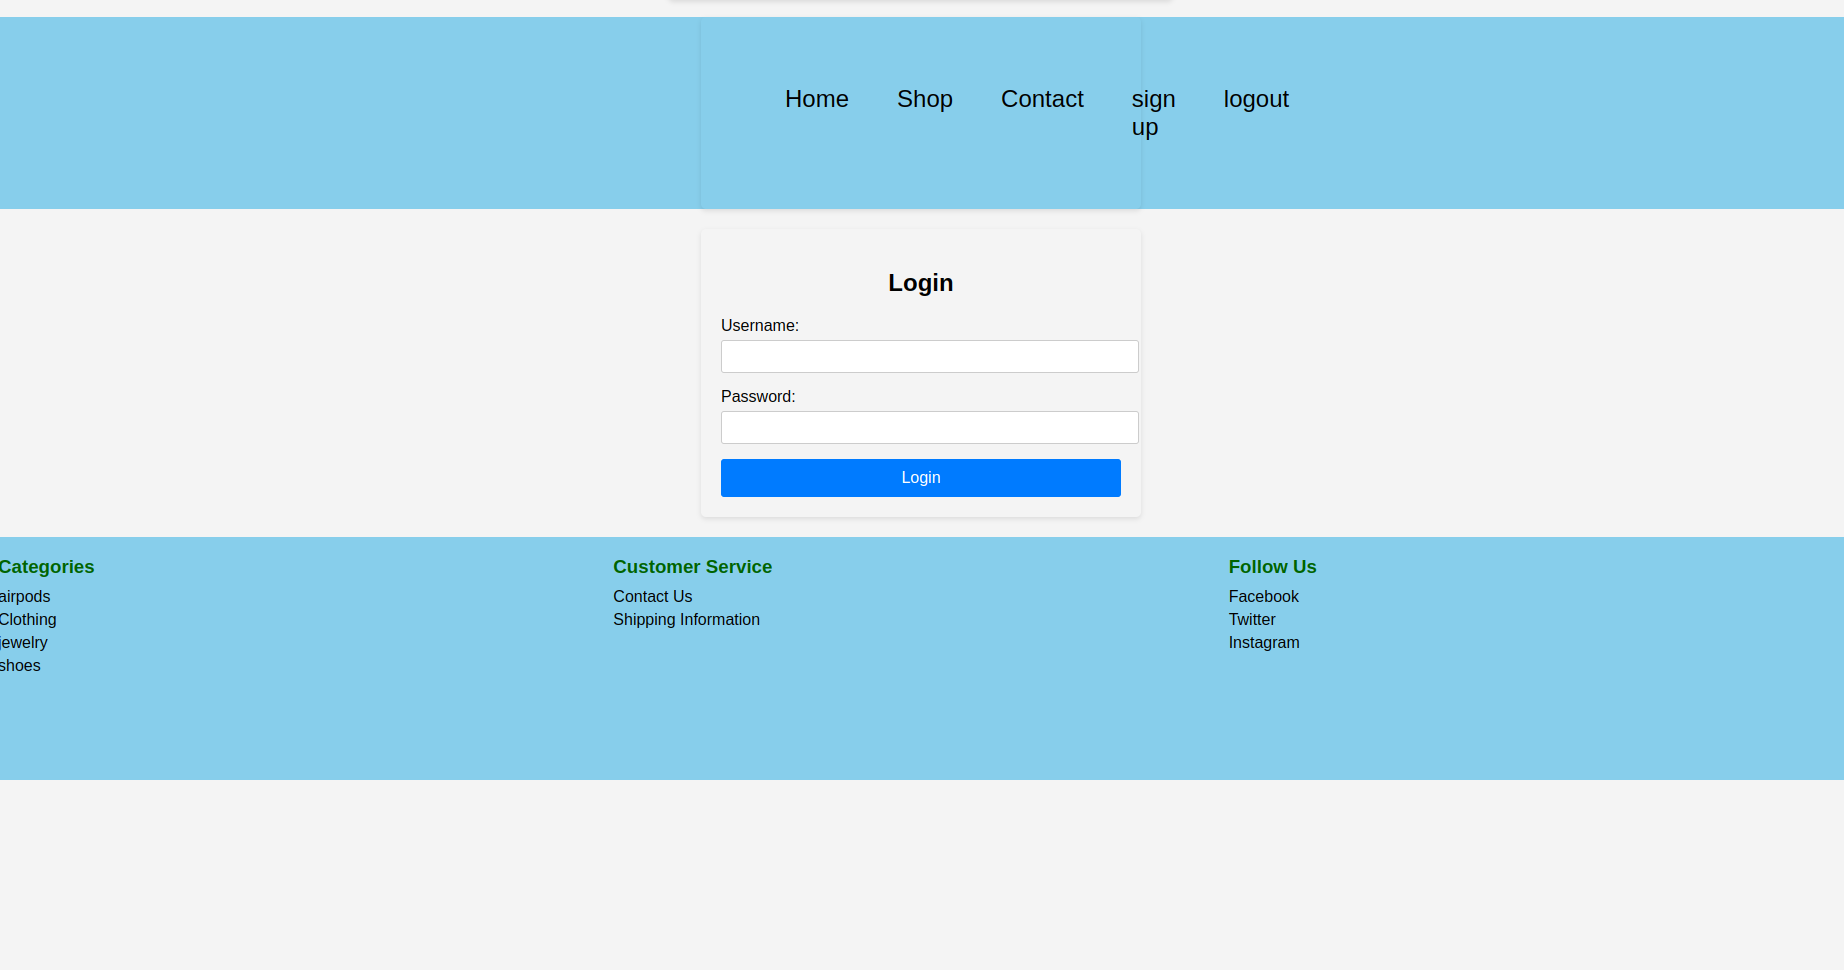 Home Shop Contact sign up logout
Login
Username:
Password:
Login
Categories
airpods
Clothing
jewelry
shoes
Customer Service
Contact Us
Shipping Information
Follow Us
Facebook
Twitter
Instagram